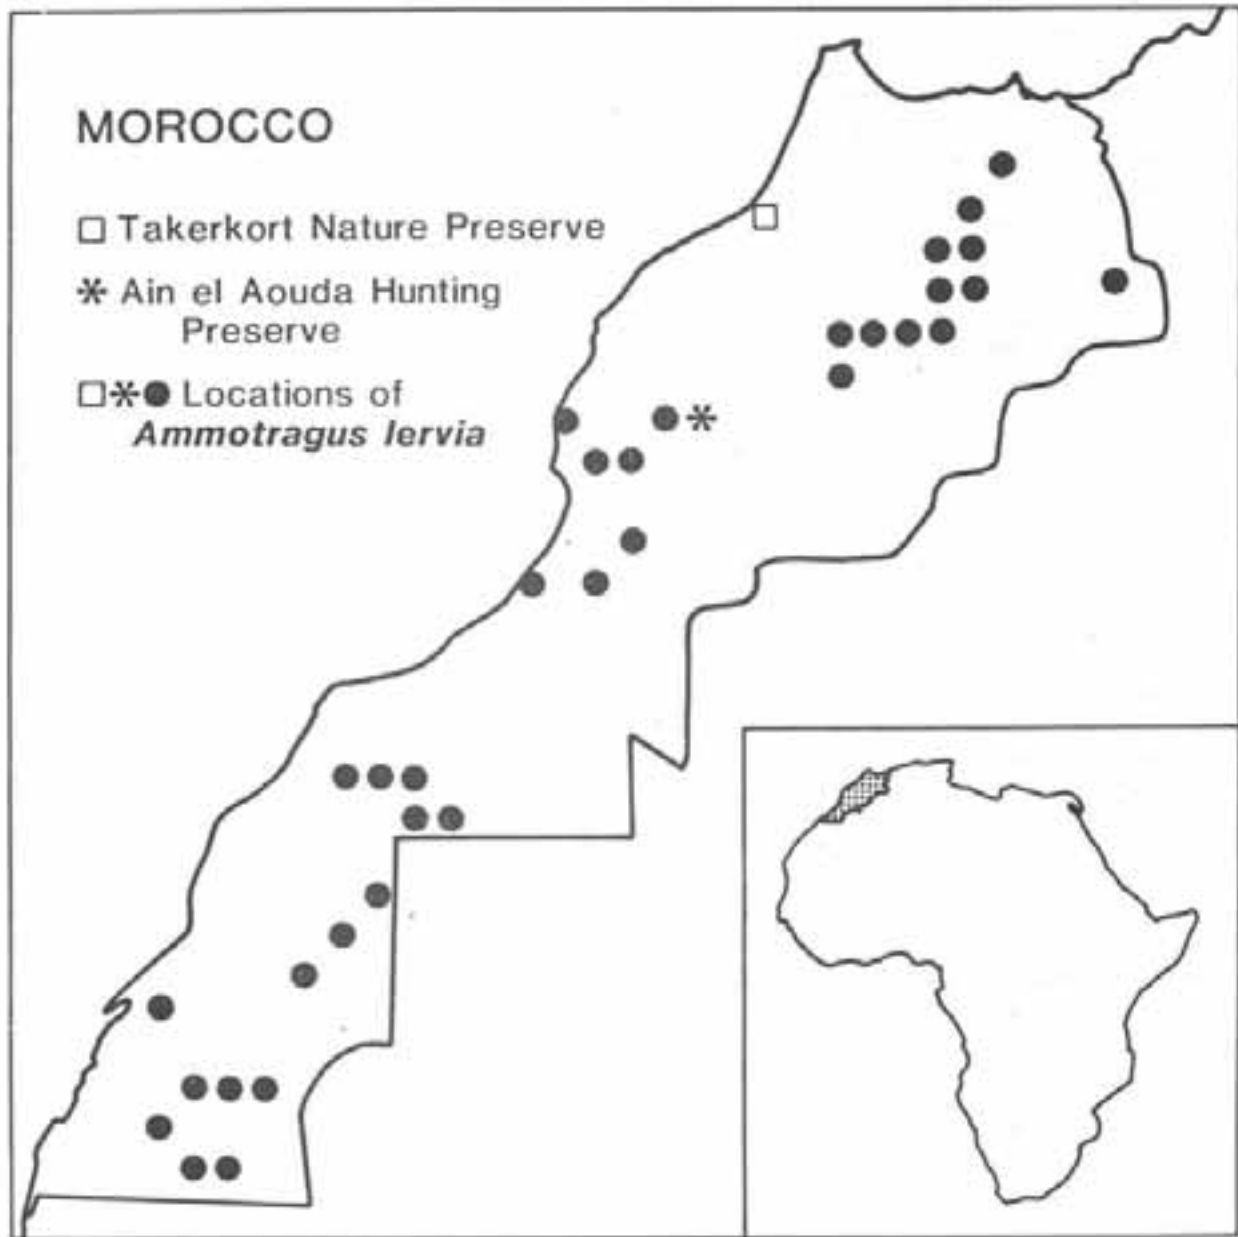 MOROCCO
□ Takerkort Nature Preserve
* Ain el Aouda Hunting
Preserve
□*● Locations of
Ammotragus lervia